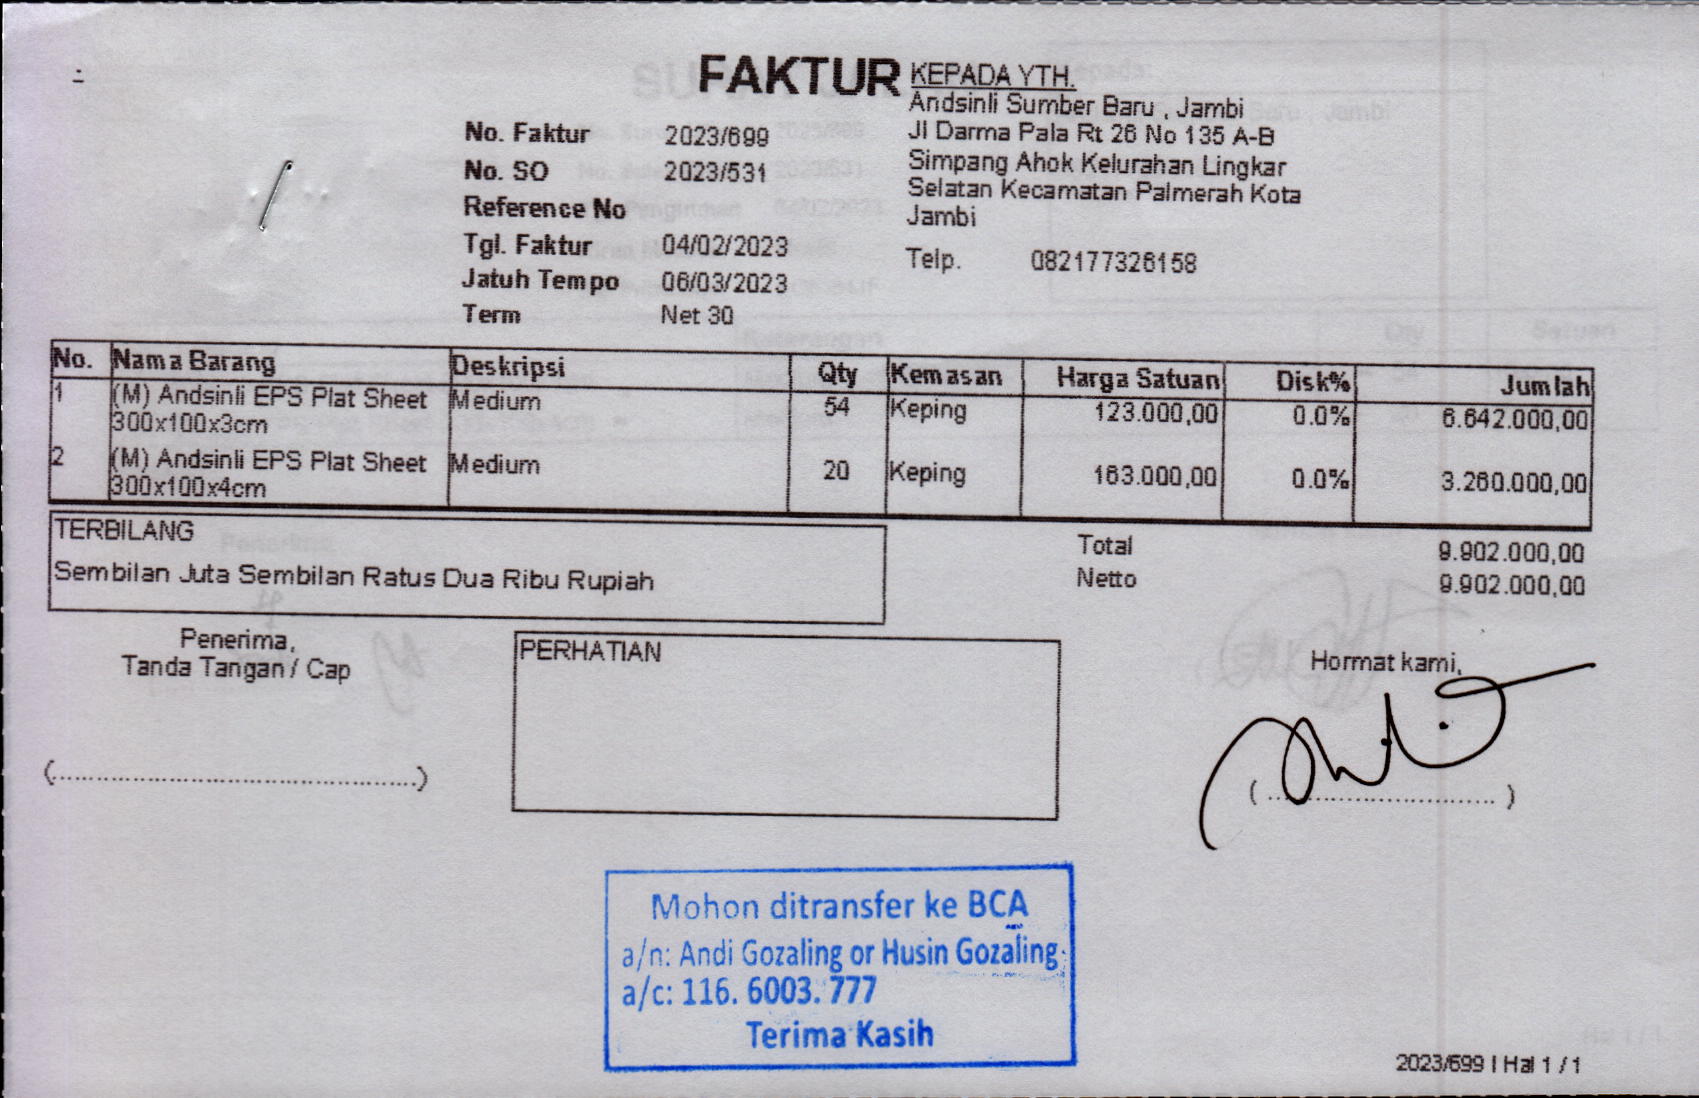 FAKTUR
KEPADA YTH.
Andsinli Sumber Baru , Jambi
Jl Darma Pala Rt 26 No 135 A-B
Simpang Ahok Kelurahan Lingkar
Selatan Kecamatan Palmerah Kota
Jambi
Telp. 082177326158
No. Faktur 2023/699
No. SO 2023/531
Reference No
Tgl. Faktur 04/02/2023
Jatuh Tempo 06/03/2023
Term Net 30
No. Nama Barang Deskripsi Qty Kemasan Harga Satuan Disk% Jumlah
1 (M) Andsinli EPS Plat Sheet Medium 54 Keping 123.000,00 0.0% 6.642.000,00
300x100x3cm
2 (M) Andsinli EPS Plat Sheet Medium 20 Keping 163.000,00 0.0% 3.260.000,00
300x100x4cm
TERBILANG
Sembilan Juta Sembilan Ratus Dua Ribu Rupiah
Total 9.902.000,00
Netto 9.902.000,00
Penerima,
Tanda Tangan / Cap
(..........................................)
PERHATIAN
Hormat kami,
( .............................. )
Mohon ditransfer ke BCA
a/n: Andi Gozaling or Husin Gozaling
a/c: 116. 6003. 777
Terima Kasih
2023/699 | Hal 1 / 1